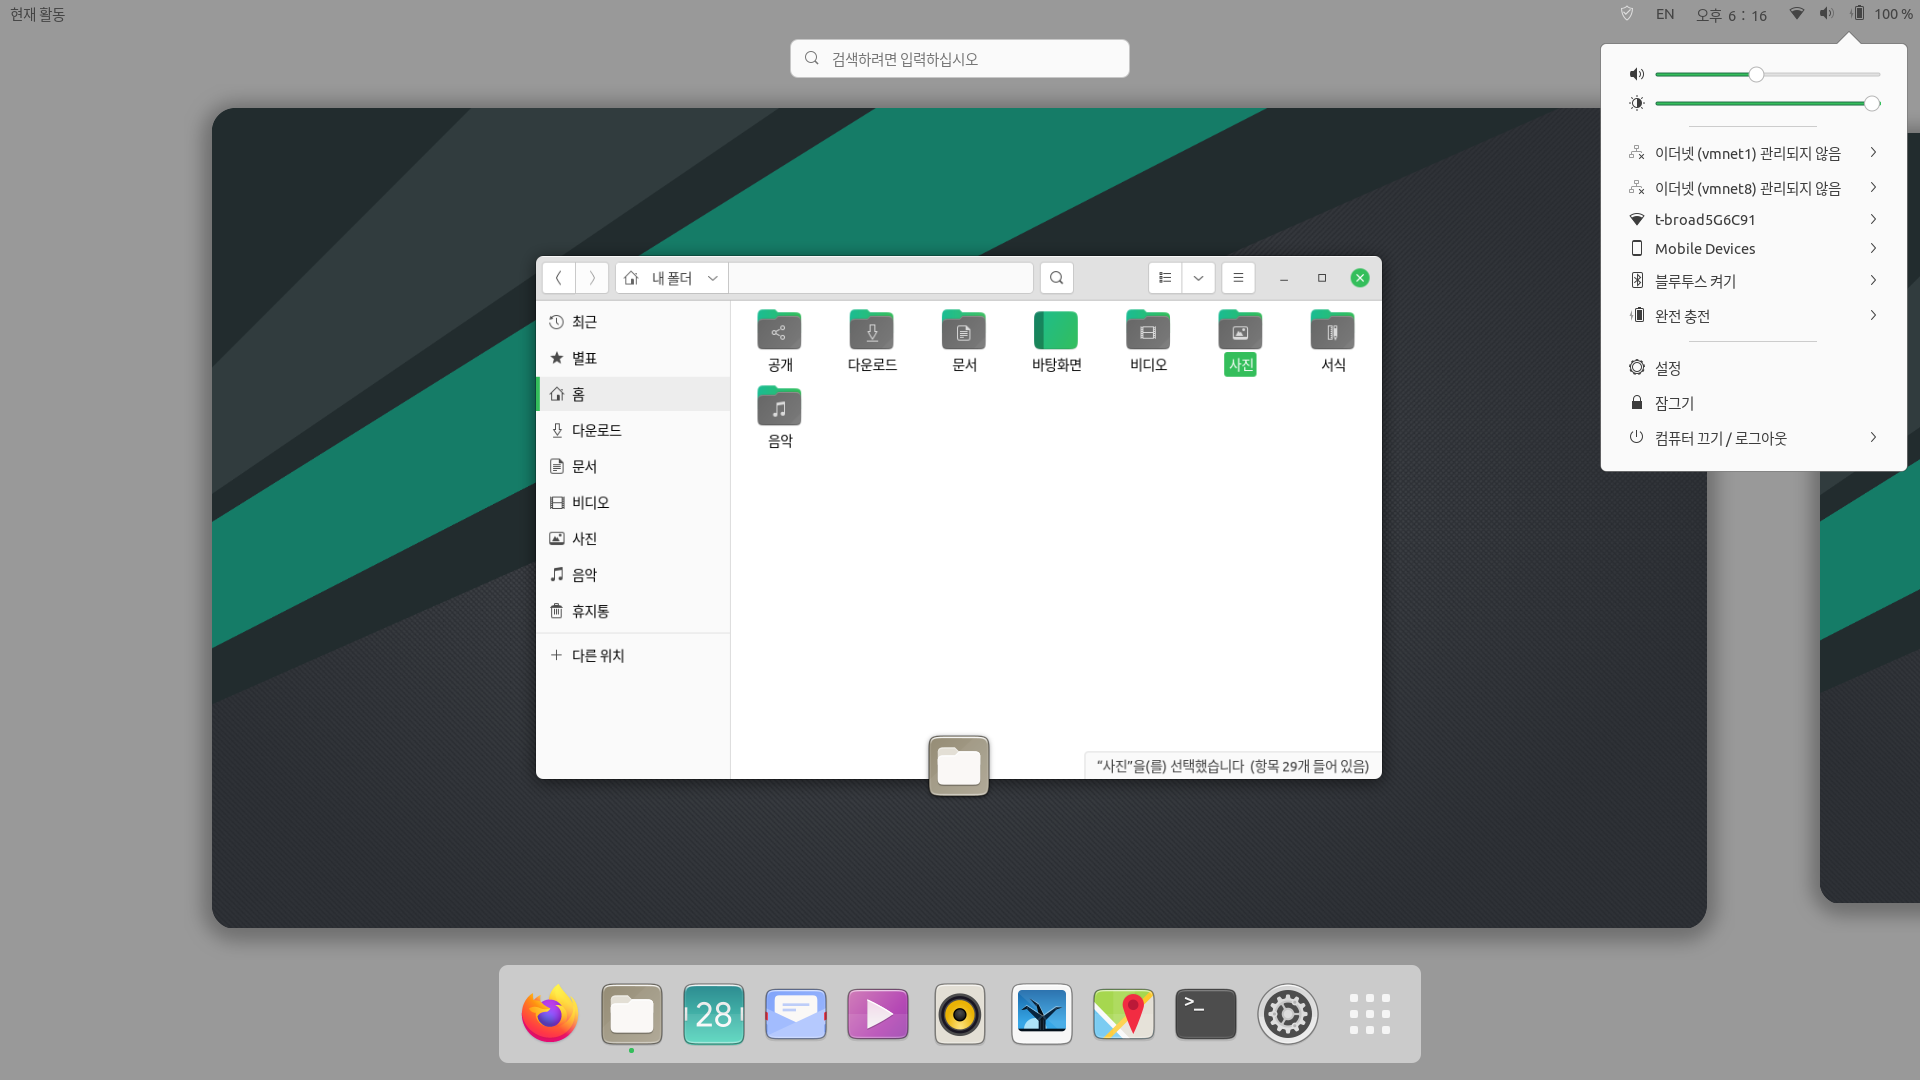 현재 활동
EN
오후 6 : 16
100 %
검색하려면 입력하십시오
이더넷 (vmnet1) 관리되지 않음
이더넷 (vmnet8) 관리되지 않음
t-broad5G6C91
Mobile Devices
블루투스 켜기
완전 충전
설정
잠그기
컴퓨터 끄기 / 로그아웃
내 폴더
최근
별표
홈
다운로드
문서
비디오
사진
음악
휴지통
다른 위치
공개
다운로드
문서
바탕화면
비디오
사진
서식
음악
“사진”을(를) 선택했습니다 (항목 29개 들어 있음)
28
>_